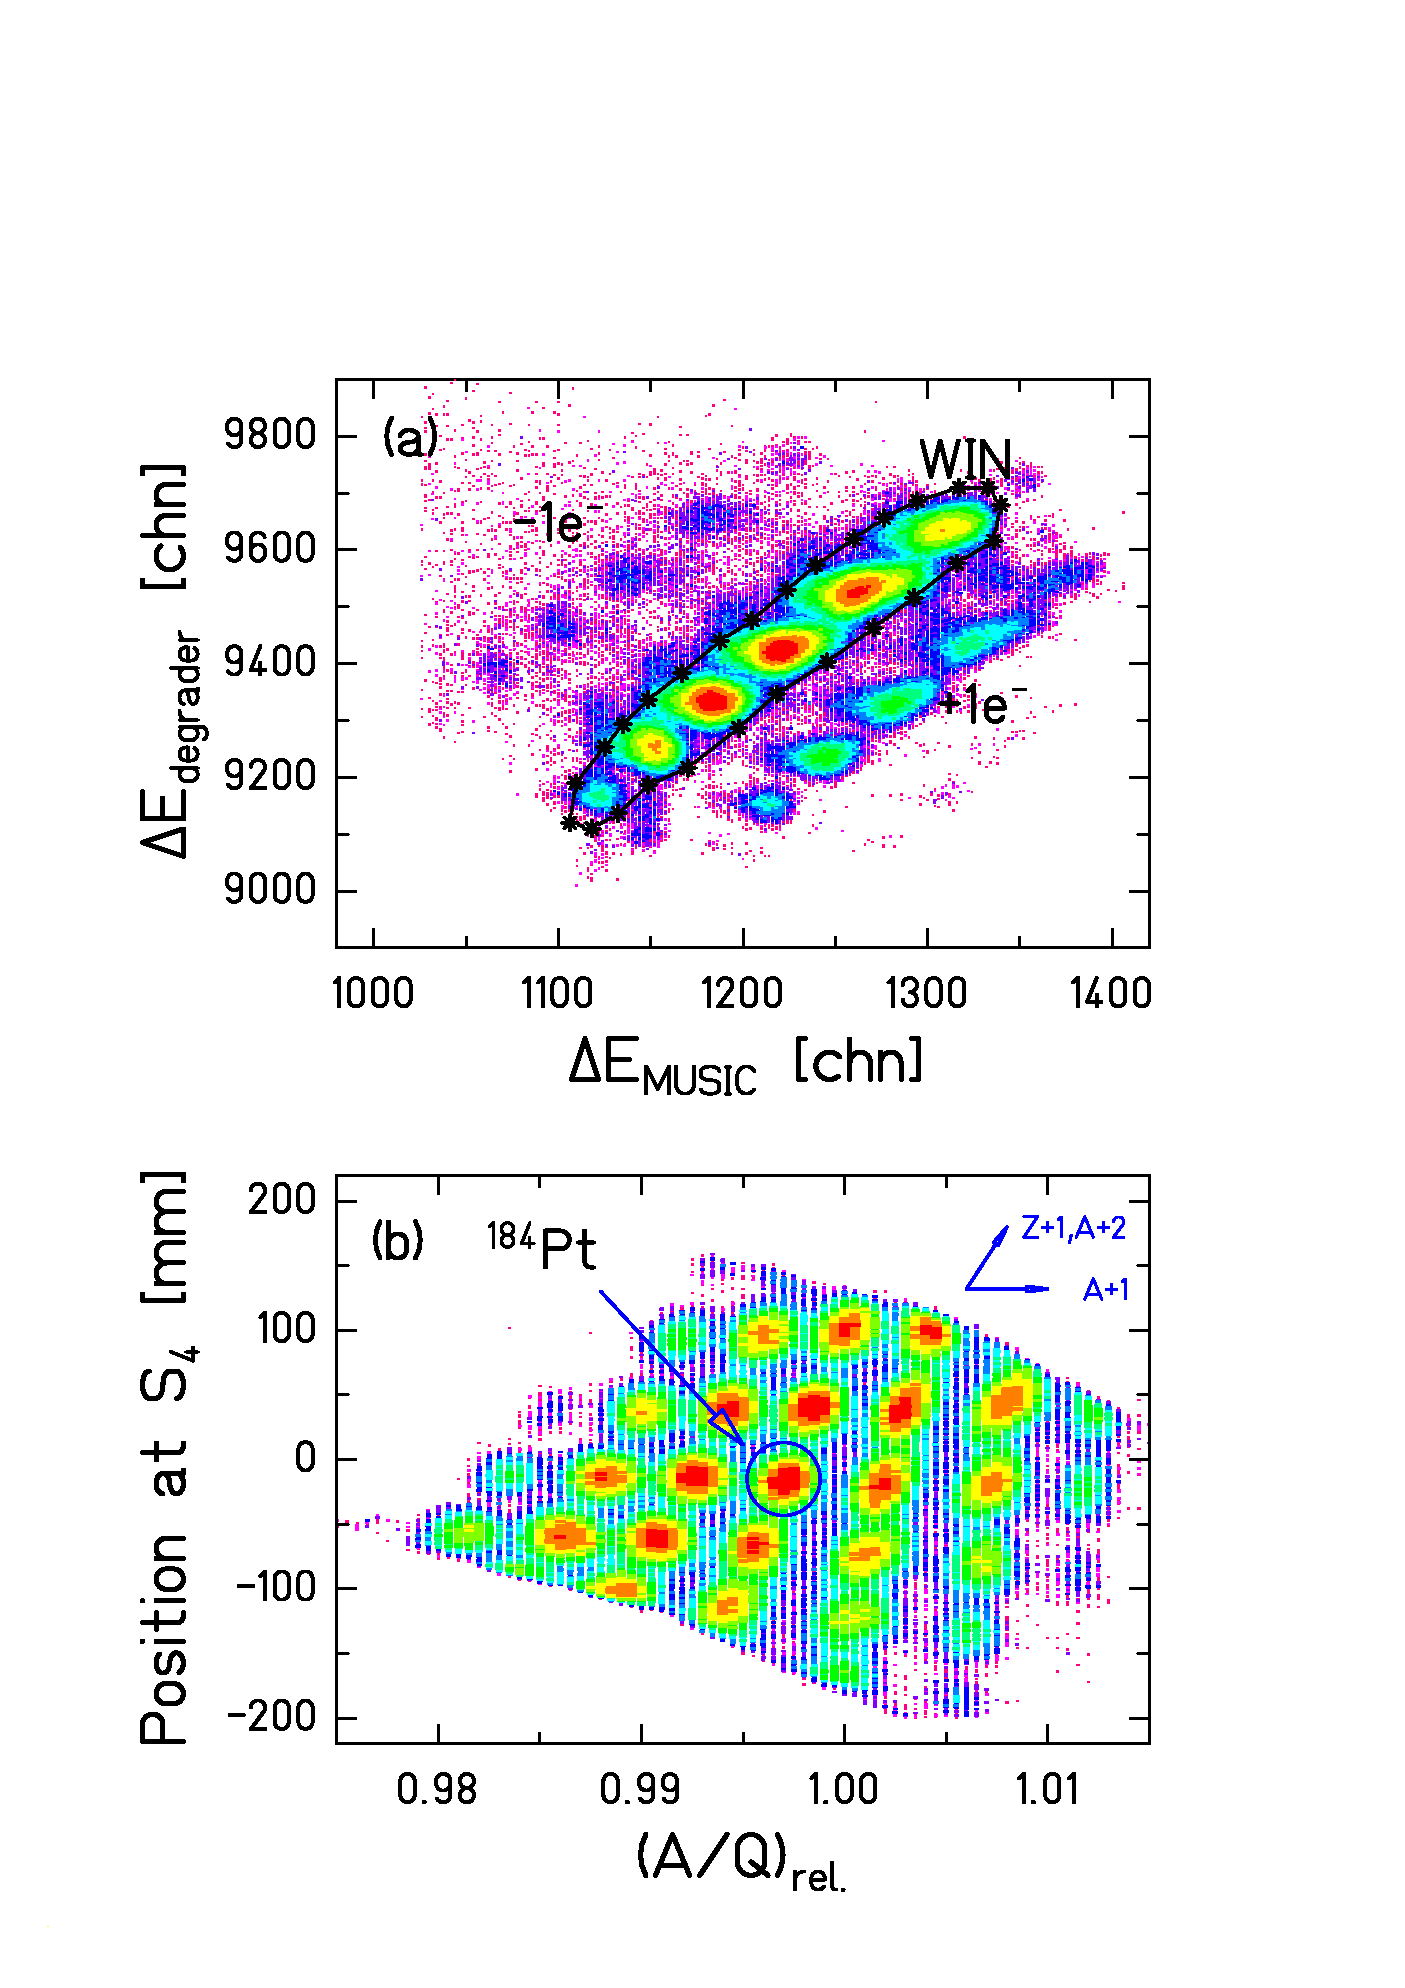 (a)
WIN
−1e⁻
+1e⁻
9800
9600
9400
9200
9000
ΔE_degrader [chn]
1000 1100 1200 1300 1400
ΔE_MUSIC [chn]
(b)
¹⁸⁴Pt
Z+1,A+2
A+1
200
100
0
−100
−200
Position at S₄ [mm]
0.98 0.99 1.00 1.01
(A/Q)_rel.